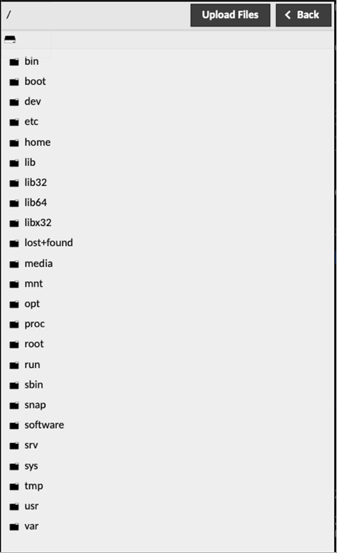 / Upload Files Back
bin
boot
dev
etc
home
lib
lib32
lib64
libx32
lost+found
media
mnt
opt
proc
root
run
sbin
snap
software
srv
sys
tmp
usr
var